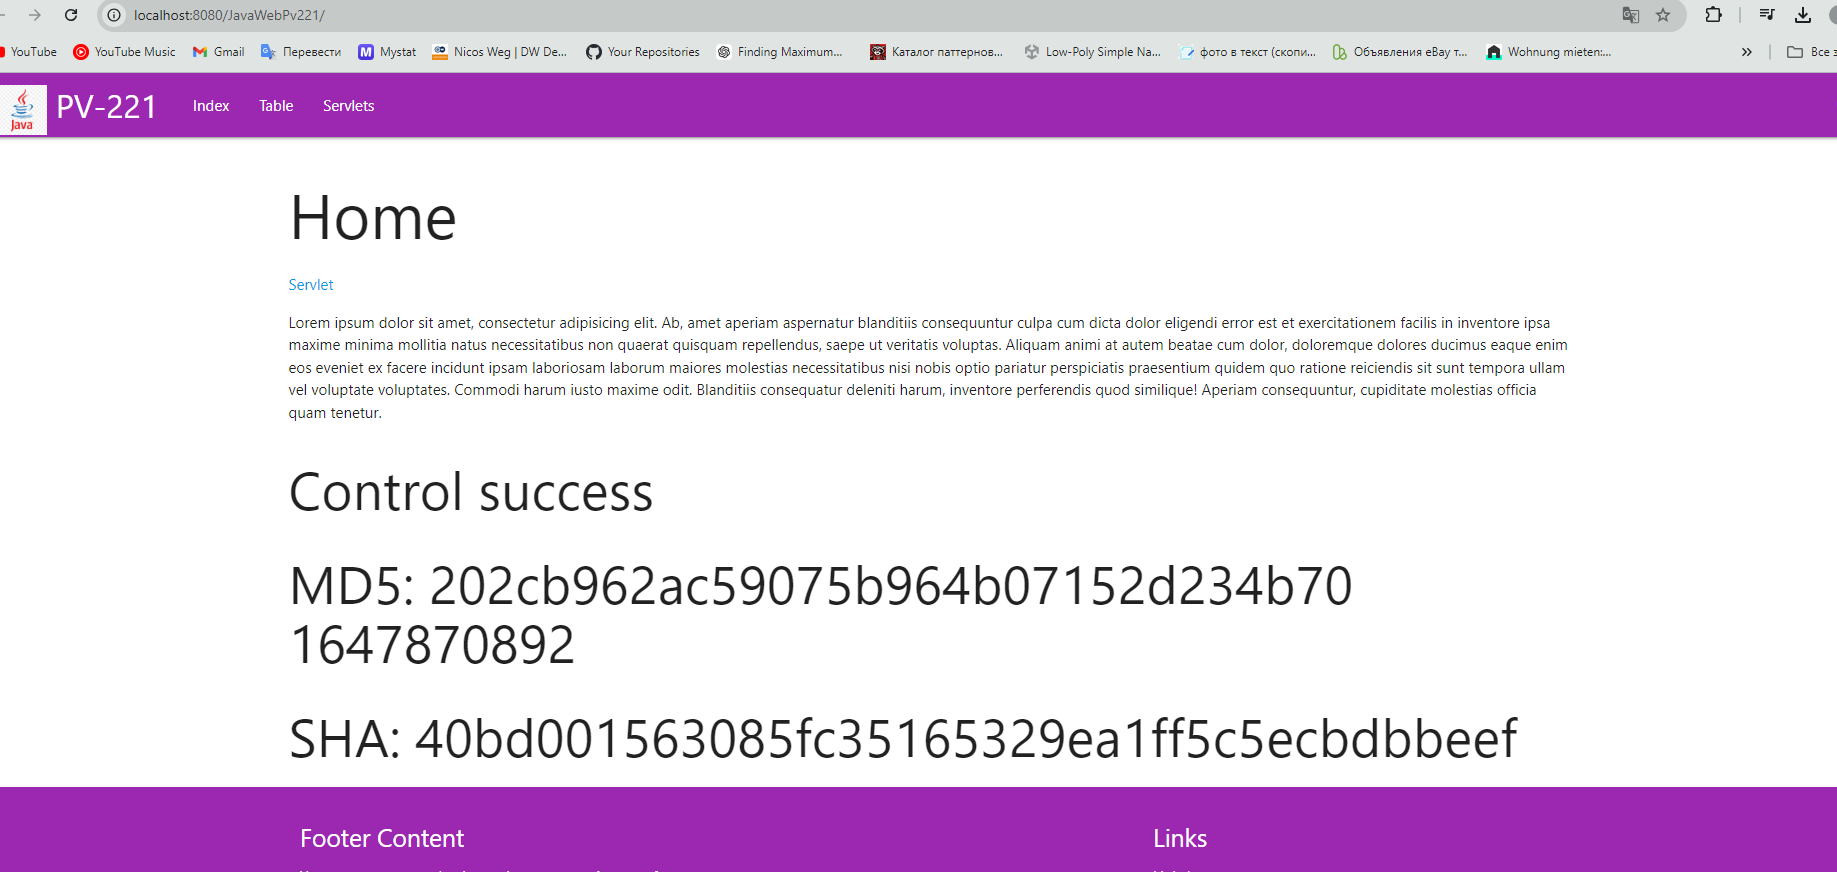 localhost:8080/JavaWebPv221/
YouTube YouTube Music Gmail Перевести Mystat Nicos Weg | DW De... Your Repositories Finding Maximum... Каталог паттернов... Low-Poly Simple Na... фото в текст (скопи... Объявления eBay т... Wohnung mieten:... » Все з
Java PV-221 Index Table Servlets
Home
Servlet
Lorem ipsum dolor sit amet, consectetur adipisicing elit. Ab, amet aperiam aspernatur blanditiis consequuntur culpa cum dicta dolor eligendi error est et exercitationem facilis in inventore ipsa
maxime minima mollitia natus necessitatibus non quaerat quisquam repellendus, saepe ut veritatis voluptas. Aliquam animi at autem beatae cum dolor, doloremque dolores ducimus eaque enim
eos eveniet ex facere incidunt ipsam laboriosam laborum maiores molestias necessitatibus nisi nobis optio pariatur perspiciatis praesentium quidem quo ratione reiciendis sit sunt tempora ullam
vel voluptate voluptates. Commodi harum iusto maxime odit. Blanditiis consequatur deleniti harum, inventore perferendis quod similique! Aperiam consequuntur, cupiditate molestias officia
quam tenetur.
Control success
MD5: 202cb962ac59075b964b07152d234b70
1647870892
SHA: 40bd001563085fc35165329ea1ff5c5ecbdbbeef
Footer Content Links